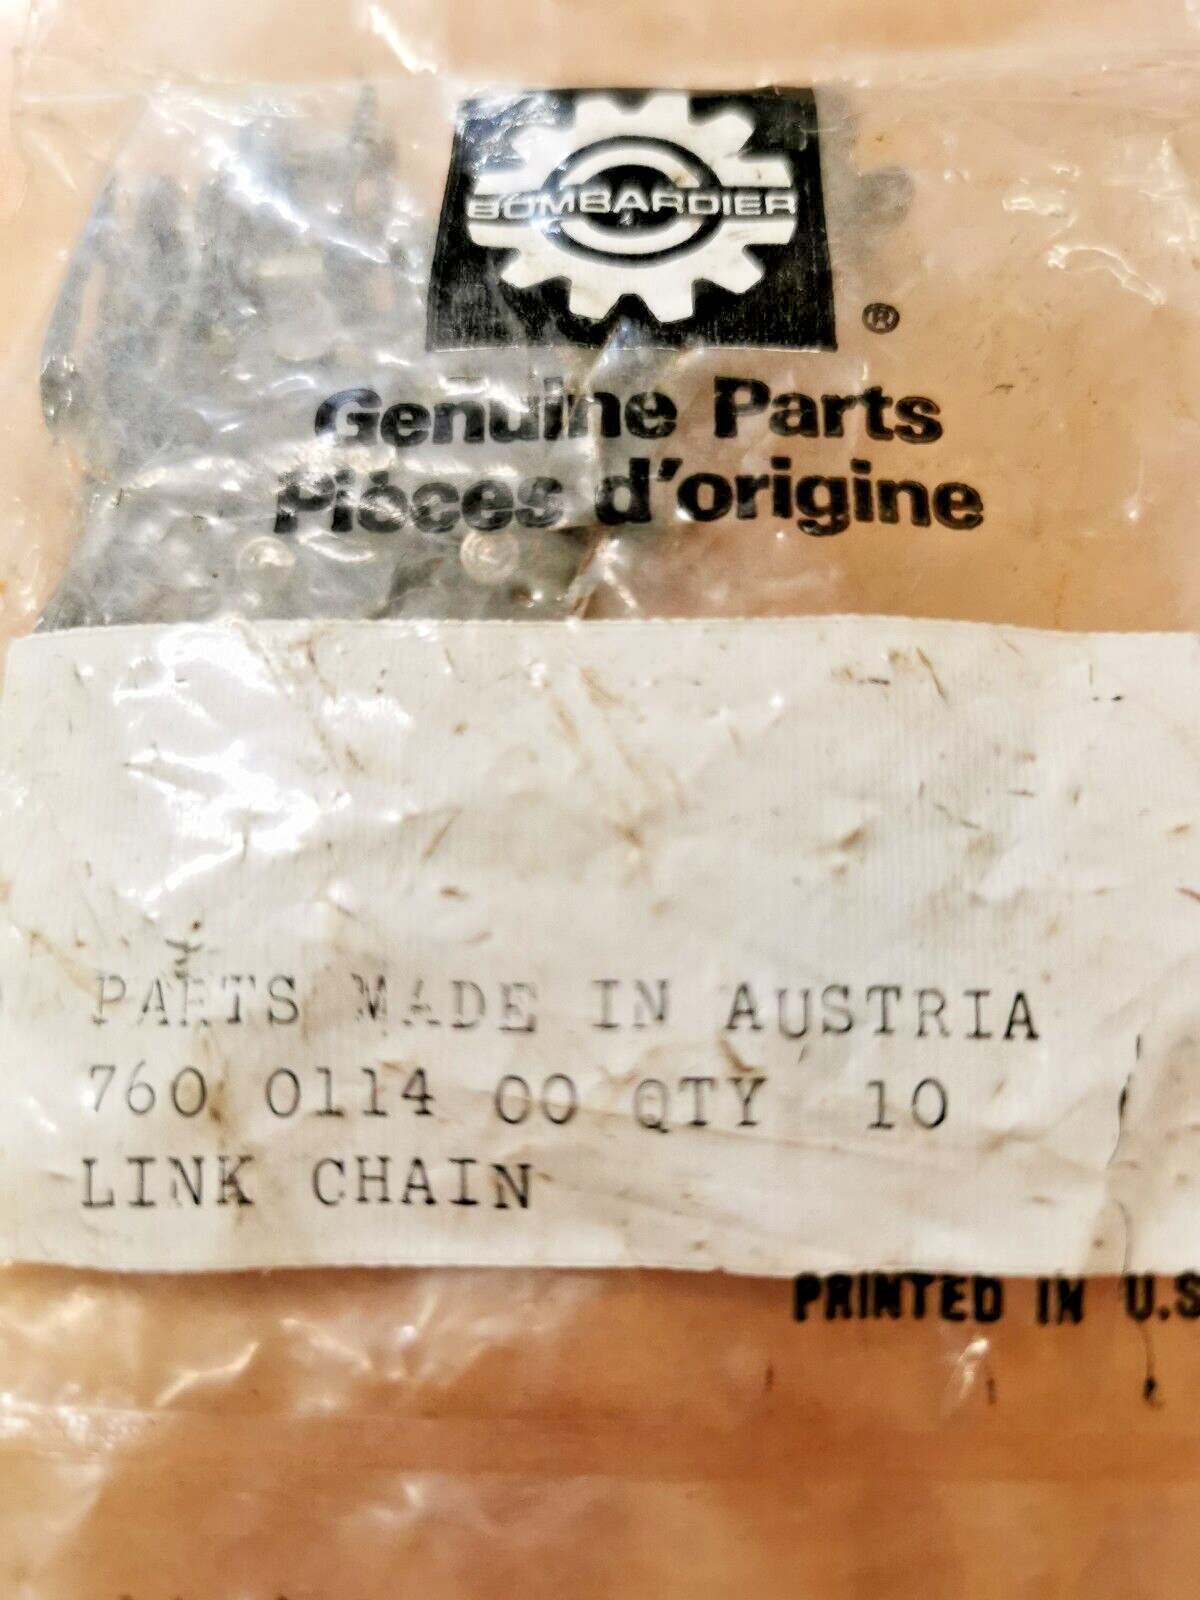 BOMBARDIER
®
Genuine Parts
Pièces d'origine
PARTS MADE IN AUSTRIA
760 0114 00 QTY 10
LINK CHAIN
PRINTED IN U.S